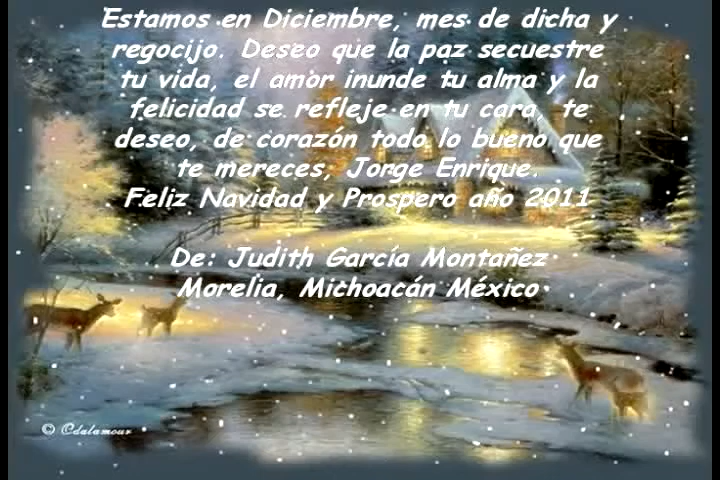 Estamos en Diciembre, mes de dicha y
regocijo. Deseo que la paz secuestre
tu vida, el amor inunde tu alma y la
felicidad se refleje en tu cara, te
deseo, de corazón todo lo bueno que
te mereces, Jorge Enrique.
Feliz Navidad y Prospero año 2011
De: Judith García Montañez
Morelia, Michoacán México
© Odalamour